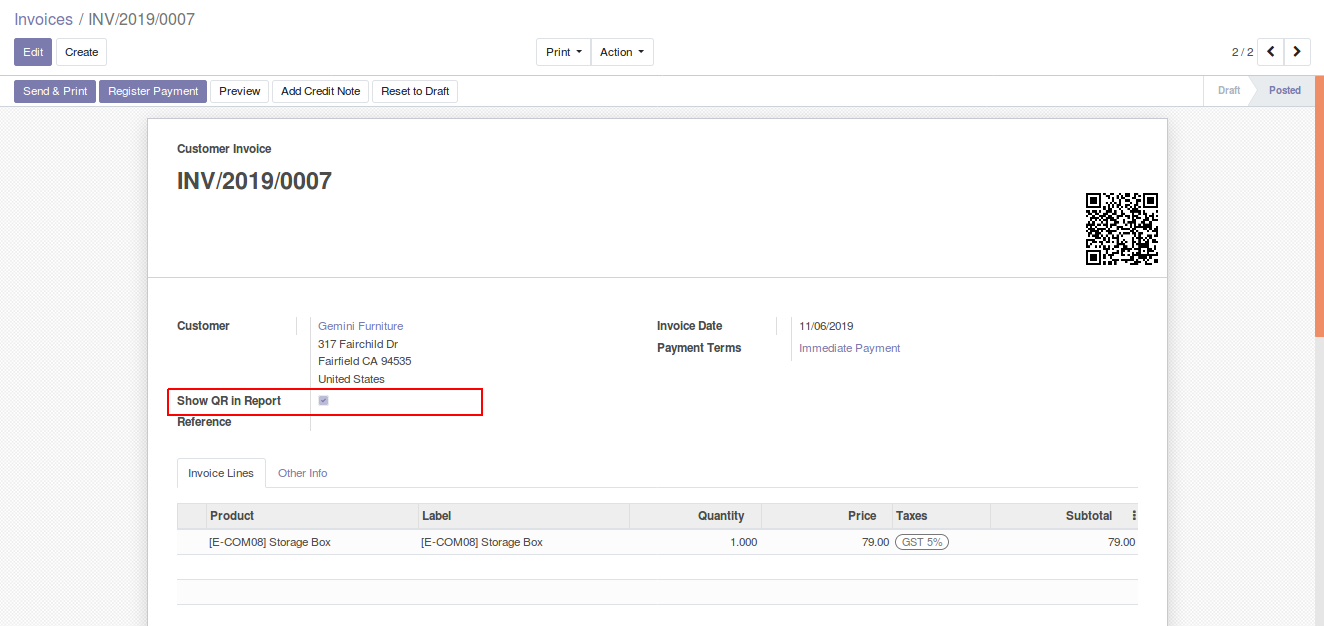 Invoices / INV/2019/0007
Edit Create Print Action 2 / 2
Send & Print Register Payment Preview Add Credit Note Reset to Draft Draft Posted
Customer Invoice
INV/2019/0007
Customer Gemini Furniture Invoice Date 11/06/2019
317 Fairchild Dr Payment Terms Immediate Payment
Fairfield CA 94535
United States
Show QR in Report
Reference
Invoice Lines Other Info
Product Label Quantity Price Taxes Subtotal
[E-COM08] Storage Box [E-COM08] Storage Box 1.000 79.00 GST 5% 79.00